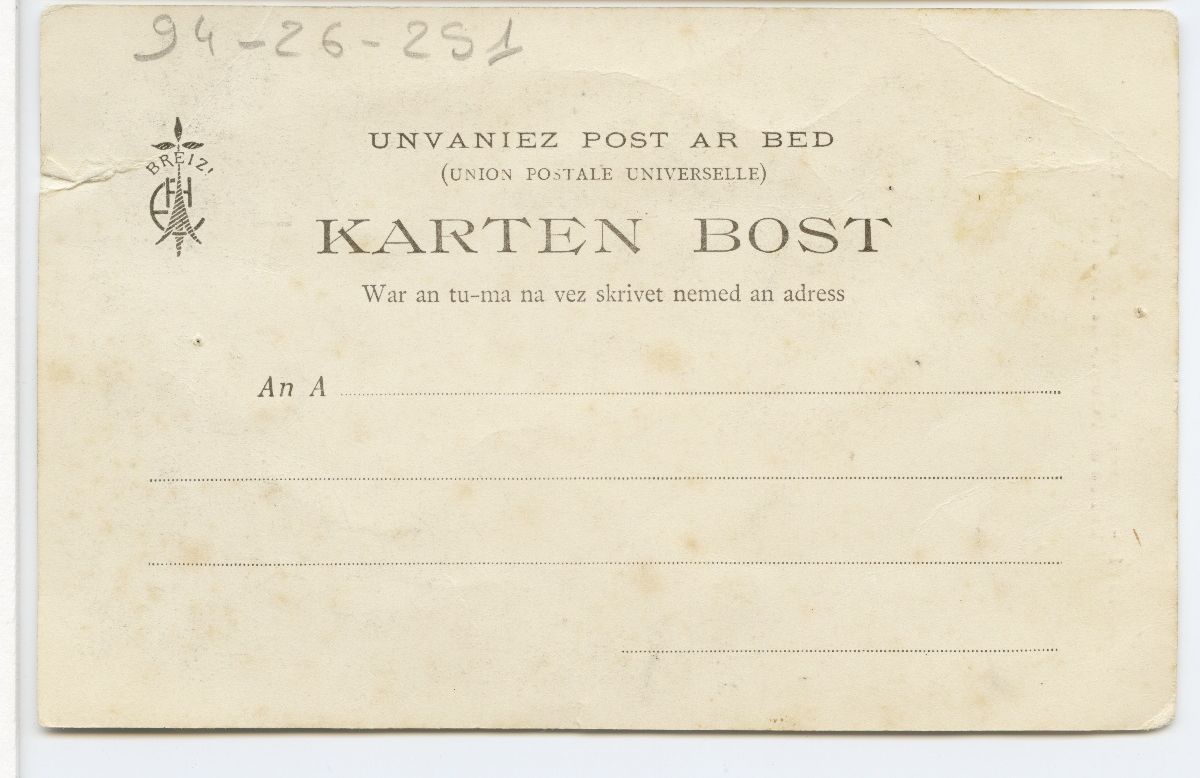 94-26-251
BREIZ!
UNVANIEZ POST AR BED
(UNION POSTALE UNIVERSELLE)
KARTEN BOST
War an tu-ma na vez skrivet nemed an adress
An A